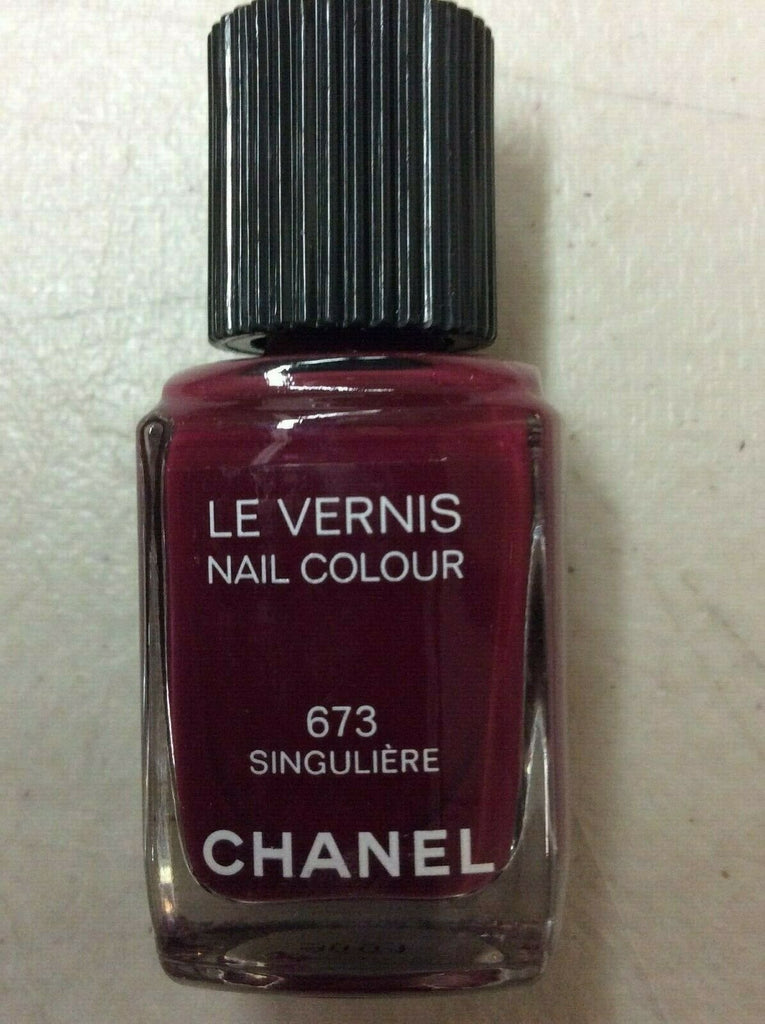 LE VERNIS
NAIL COLOUR
673
SINGULIÈRE
CHANEL